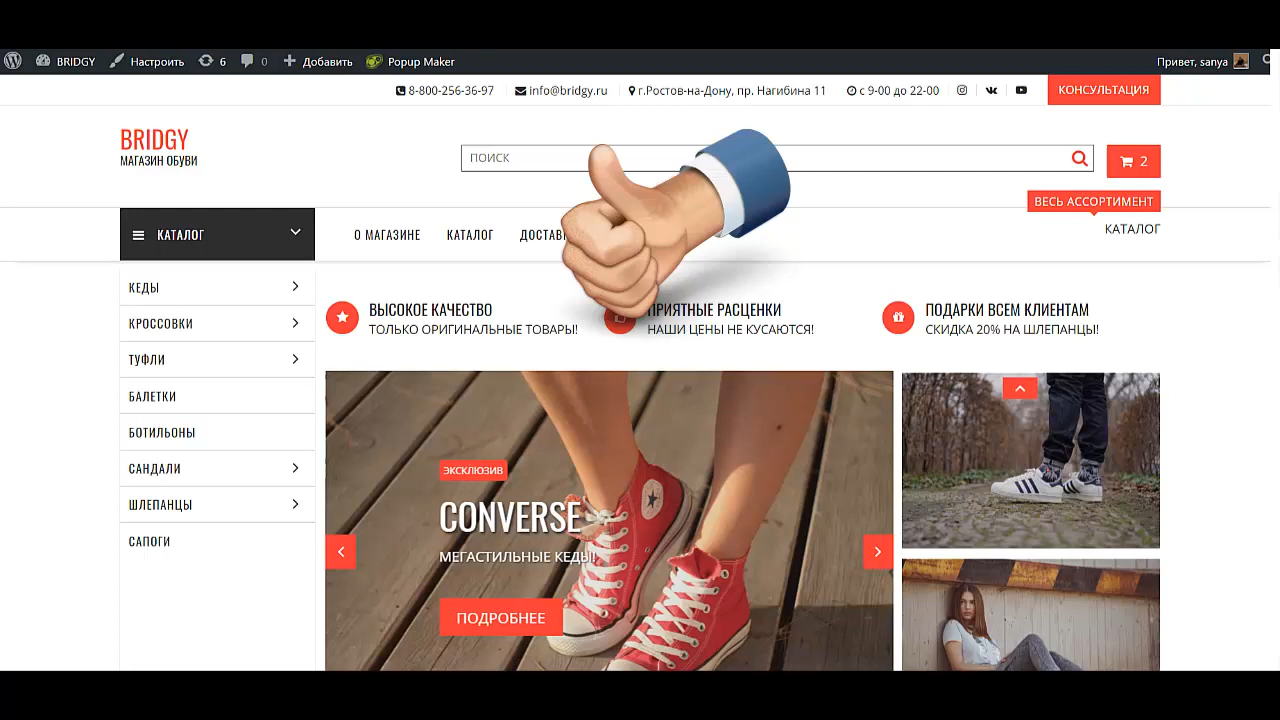 BRIDGY Настроить 6 0 Добавить Popup Maker Привет, sanya
8-800-256-36-97 info@bridgy.ru г.Ростов-на-Дону, пр. Нагибина 11 с 9-00 до 22-00 КОНСУЛЬТАЦИЯ
BRIDGY
МАГАЗИН ОБУВИ
ПОИСК
2
ВЕСЬ АССОРТИМЕНТ
КАТАЛОГ
О МАГАЗИНЕ КАТАЛОГ
КАТАЛОГ
КЕДЫ
КРОССОВКИ
ТУФЛИ
БАЛЕТКИ
БОТИЛЬОНЫ
САНДАЛИ
ШЛЕПАНЦЫ
САПОГИ
ВЫСОКОЕ КАЧЕСТВО
ТОЛЬКО ОРИГИНАЛЬНЫЕ ТОВАРЫ!
ПРИЯТНЫЕ РАСЦЕНКИ
НАШИ ЦЕНЫ НЕ КУСАЮТСЯ!
ПОДАРКИ ВСЕМ КЛИЕНТАМ
СКИДКА 20% НА ШЛЕПАНЦЫ!
ЭКСКЛЮЗИВ
CONVERSE
МЕГАСТИЛЬНЫЕ КЕДЫ!
ПОДРОБНЕЕ